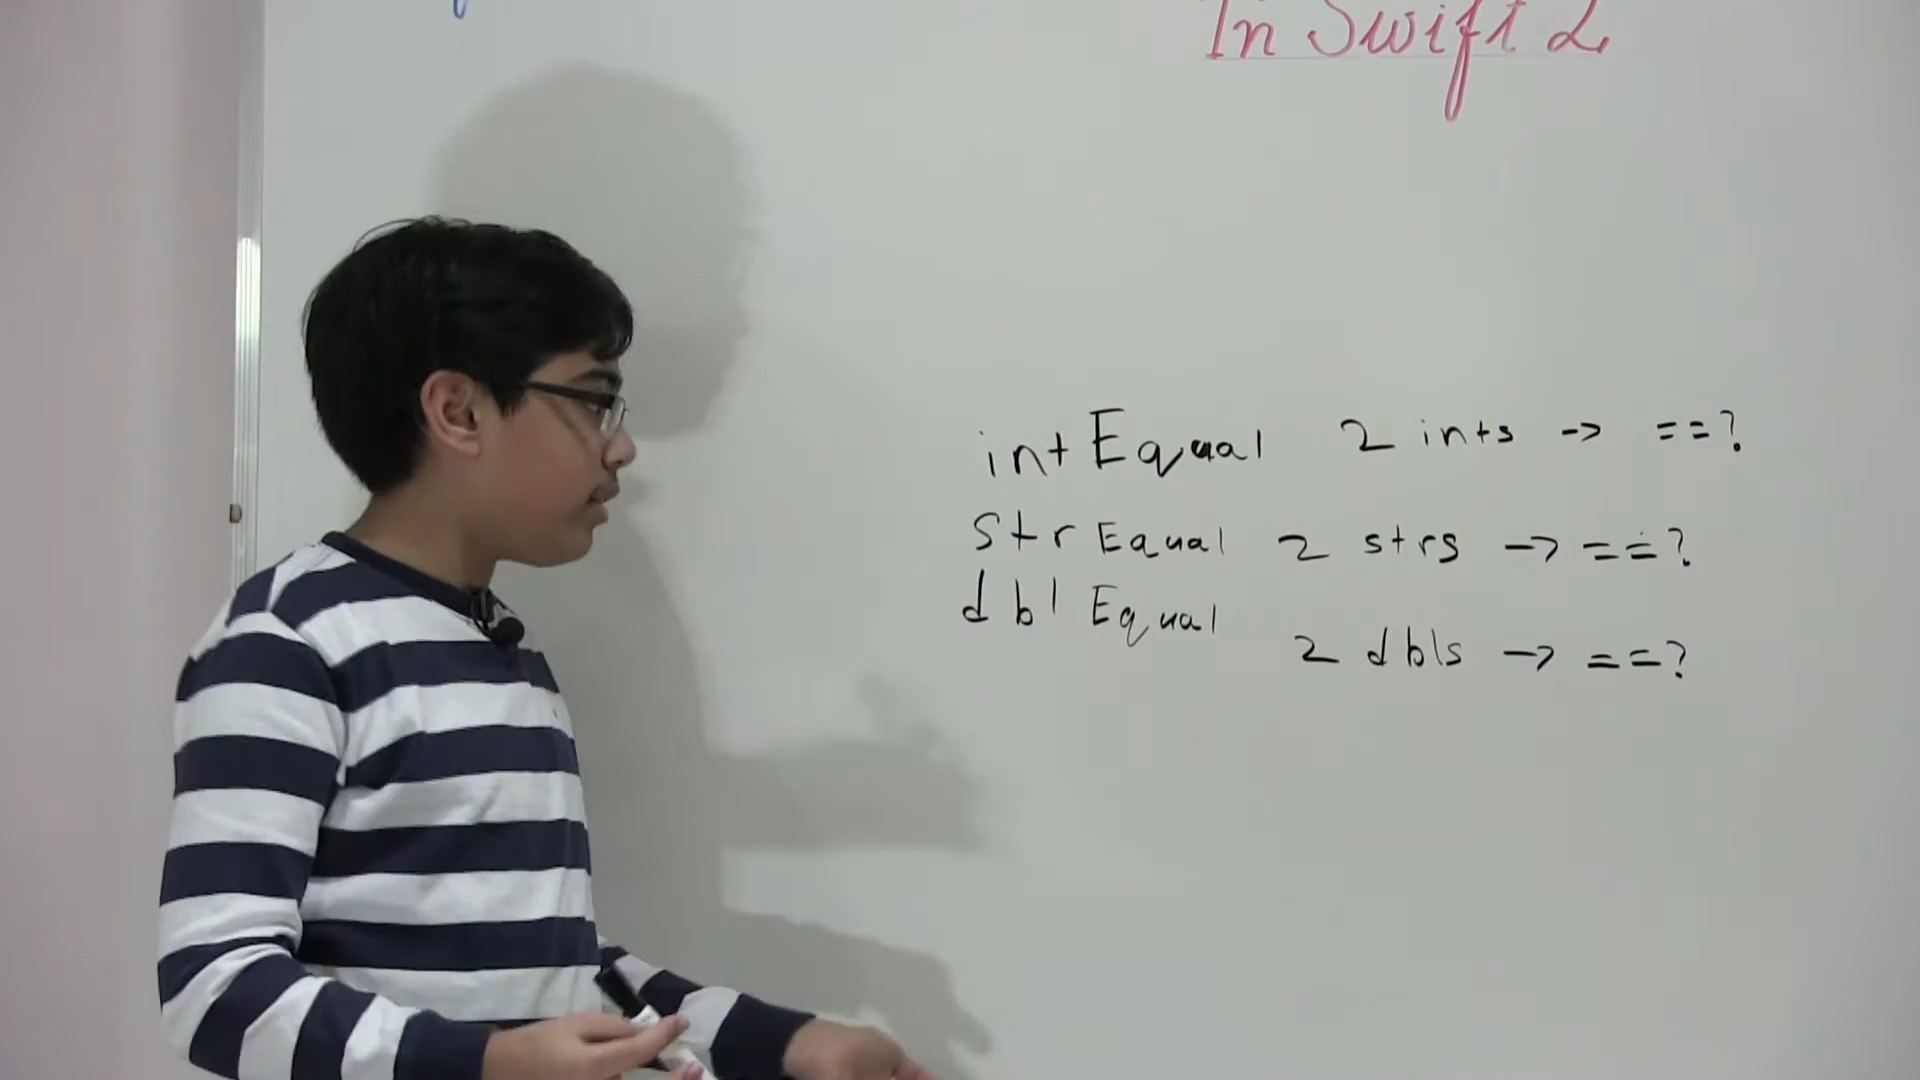 In Swift 2
intEqual 2 ints -> ==?
strEqual 2 strs -> ==?
dblEqual
2 dbls -> ==?